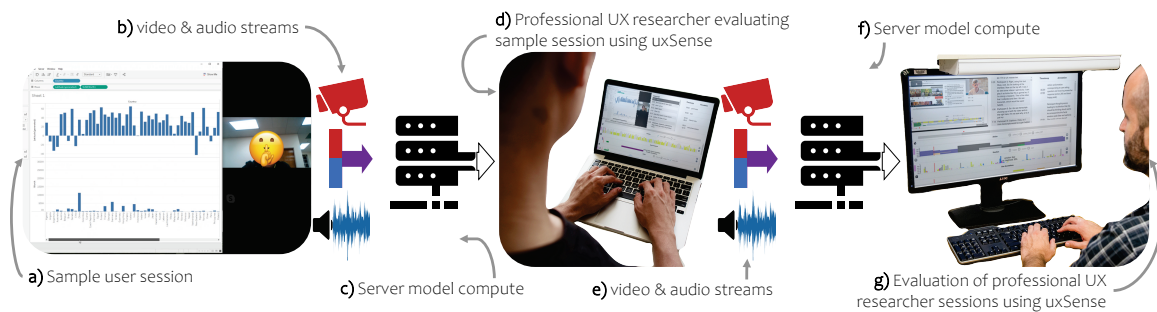 b) video & audio streams
d) Professional UX researcher evaluating
sample session using uxSense
f) Server model compute
a) Sample user session
c) Server model compute
e) video & audio streams
g) Evaluation of professional UX
researcher sessions using uxSense